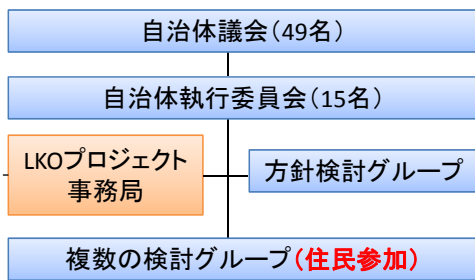 自治体議会（49名）
自治体執行委員会（15名）
LKOプロジェクト
事務局
方針検討グループ
複数の検討グループ（住民参加）